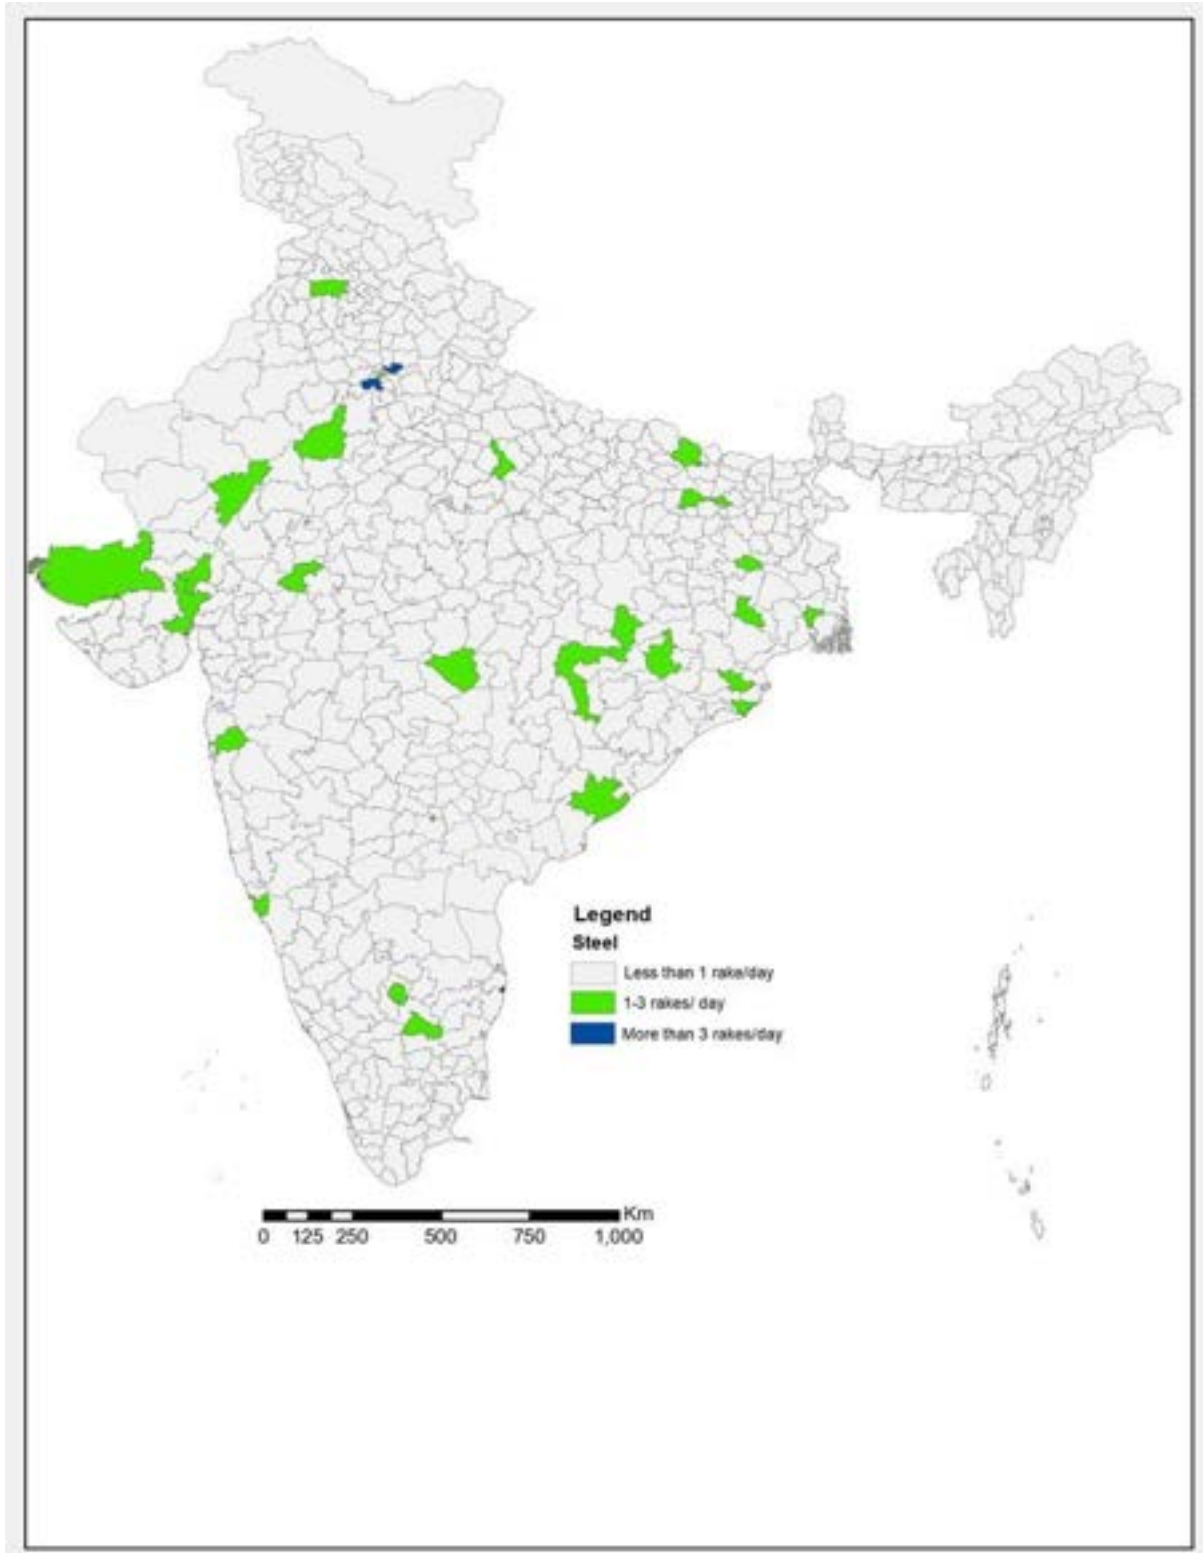 Legend
Steel
Less than 1 rake/day
1-3 rakes/ day
More than 3 rakes/day
Km
0 125 250 500 750 1,000